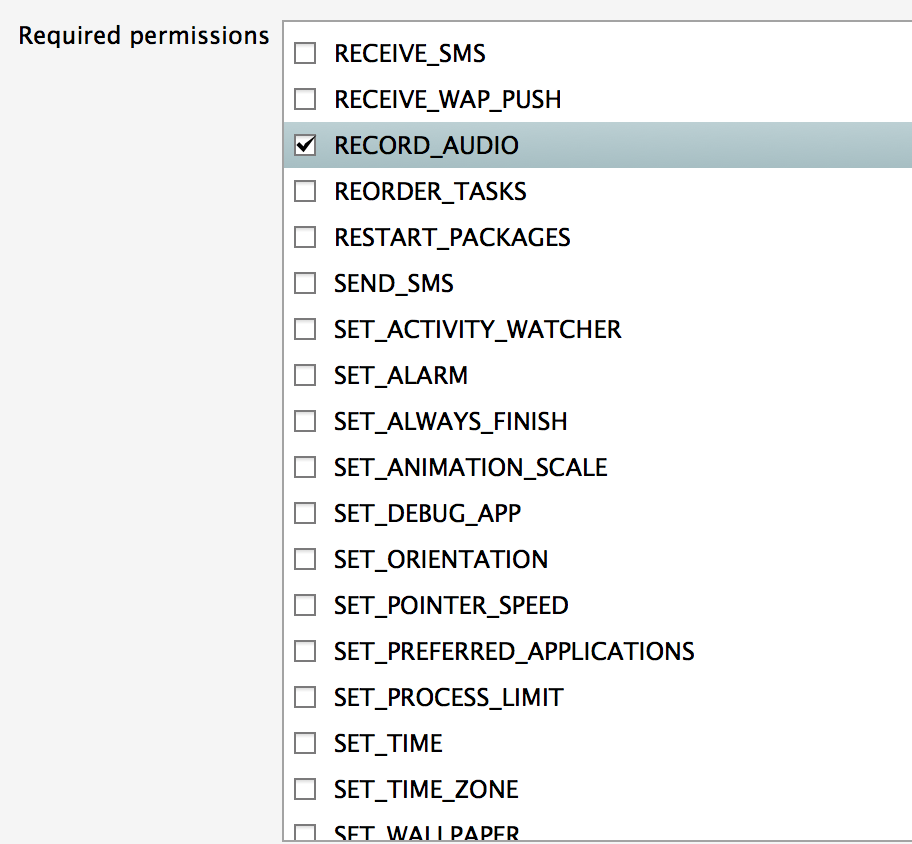 Required permissions
RECEIVE_SMS
RECEIVE_WAP_PUSH
RECORD_AUDIO
REORDER_TASKS
RESTART_PACKAGES
SEND_SMS
SET_ACTIVITY_WATCHER
SET_ALARM
SET_ALWAYS_FINISH
SET_ANIMATION_SCALE
SET_DEBUG_APP
SET_ORIENTATION
SET_POINTER_SPEED
SET_PREFERRED_APPLICATIONS
SET_PROCESS_LIMIT
SET_TIME
SET_TIME_ZONE
SET_WALLPAPER